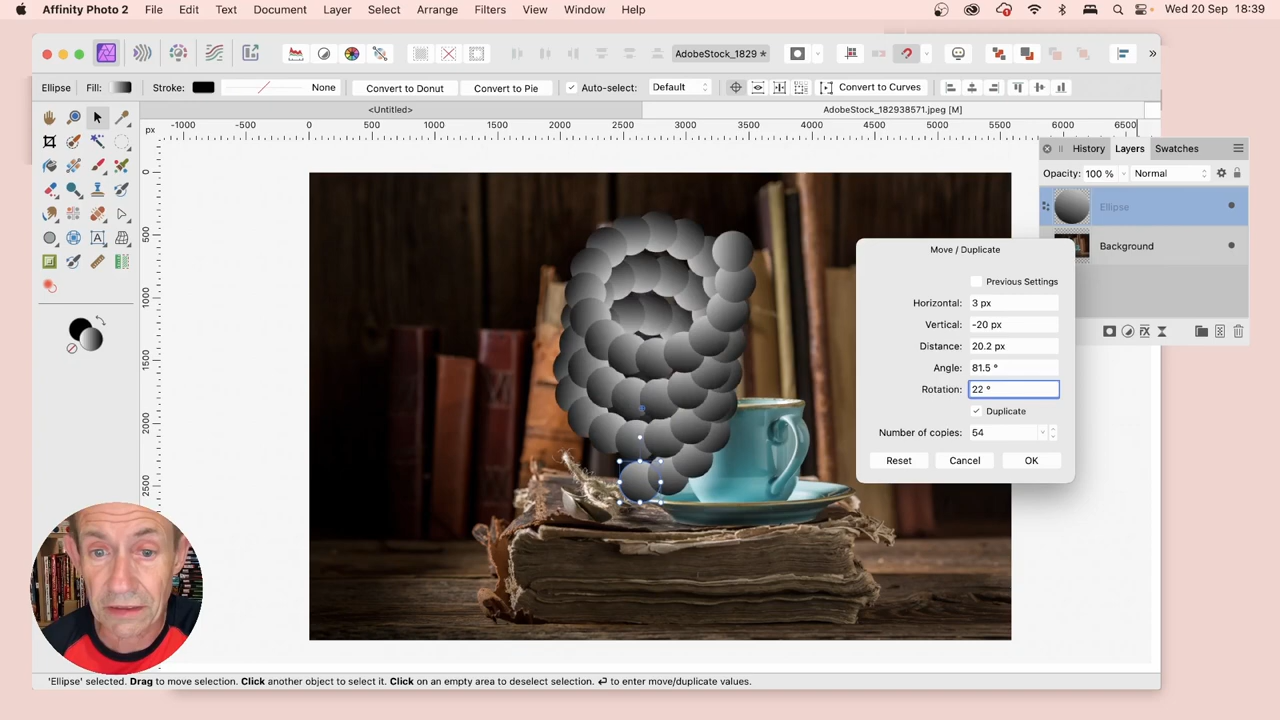 Affinity Photo 2 File Edit Text Document Layer Select Arrange Filters View Window Help Wed 20 Sep 18:39
AdobeStock_1829 *
Ellipse Fill: Stroke: None Convert to Donut Convert to Pie Auto-select: Default Convert to Curves
<Untitled> AdobeStock_182938571.jpeg [M]
px -1000 -500 0 500 1000 1500 2000 2500 3000 3500 4000 4500 5000 5500 6000 6500
0
500
1000
1500
2000
2500
History Layers Swatches
Opacity: 100 % Normal
Ellipse
Background
Move / Duplicate
Previous Settings
Horizontal: 3 px
Vertical: -20 px
Distance: 20.2 px
Angle: 81.5 °
Rotation: 22 °
Duplicate
Number of copies: 54
Reset Cancel OK
'Ellipse' selected. Drag to move selection. Click another object to select it. Click on an empty area to deselect selection. ⏎ to enter move/duplicate values.